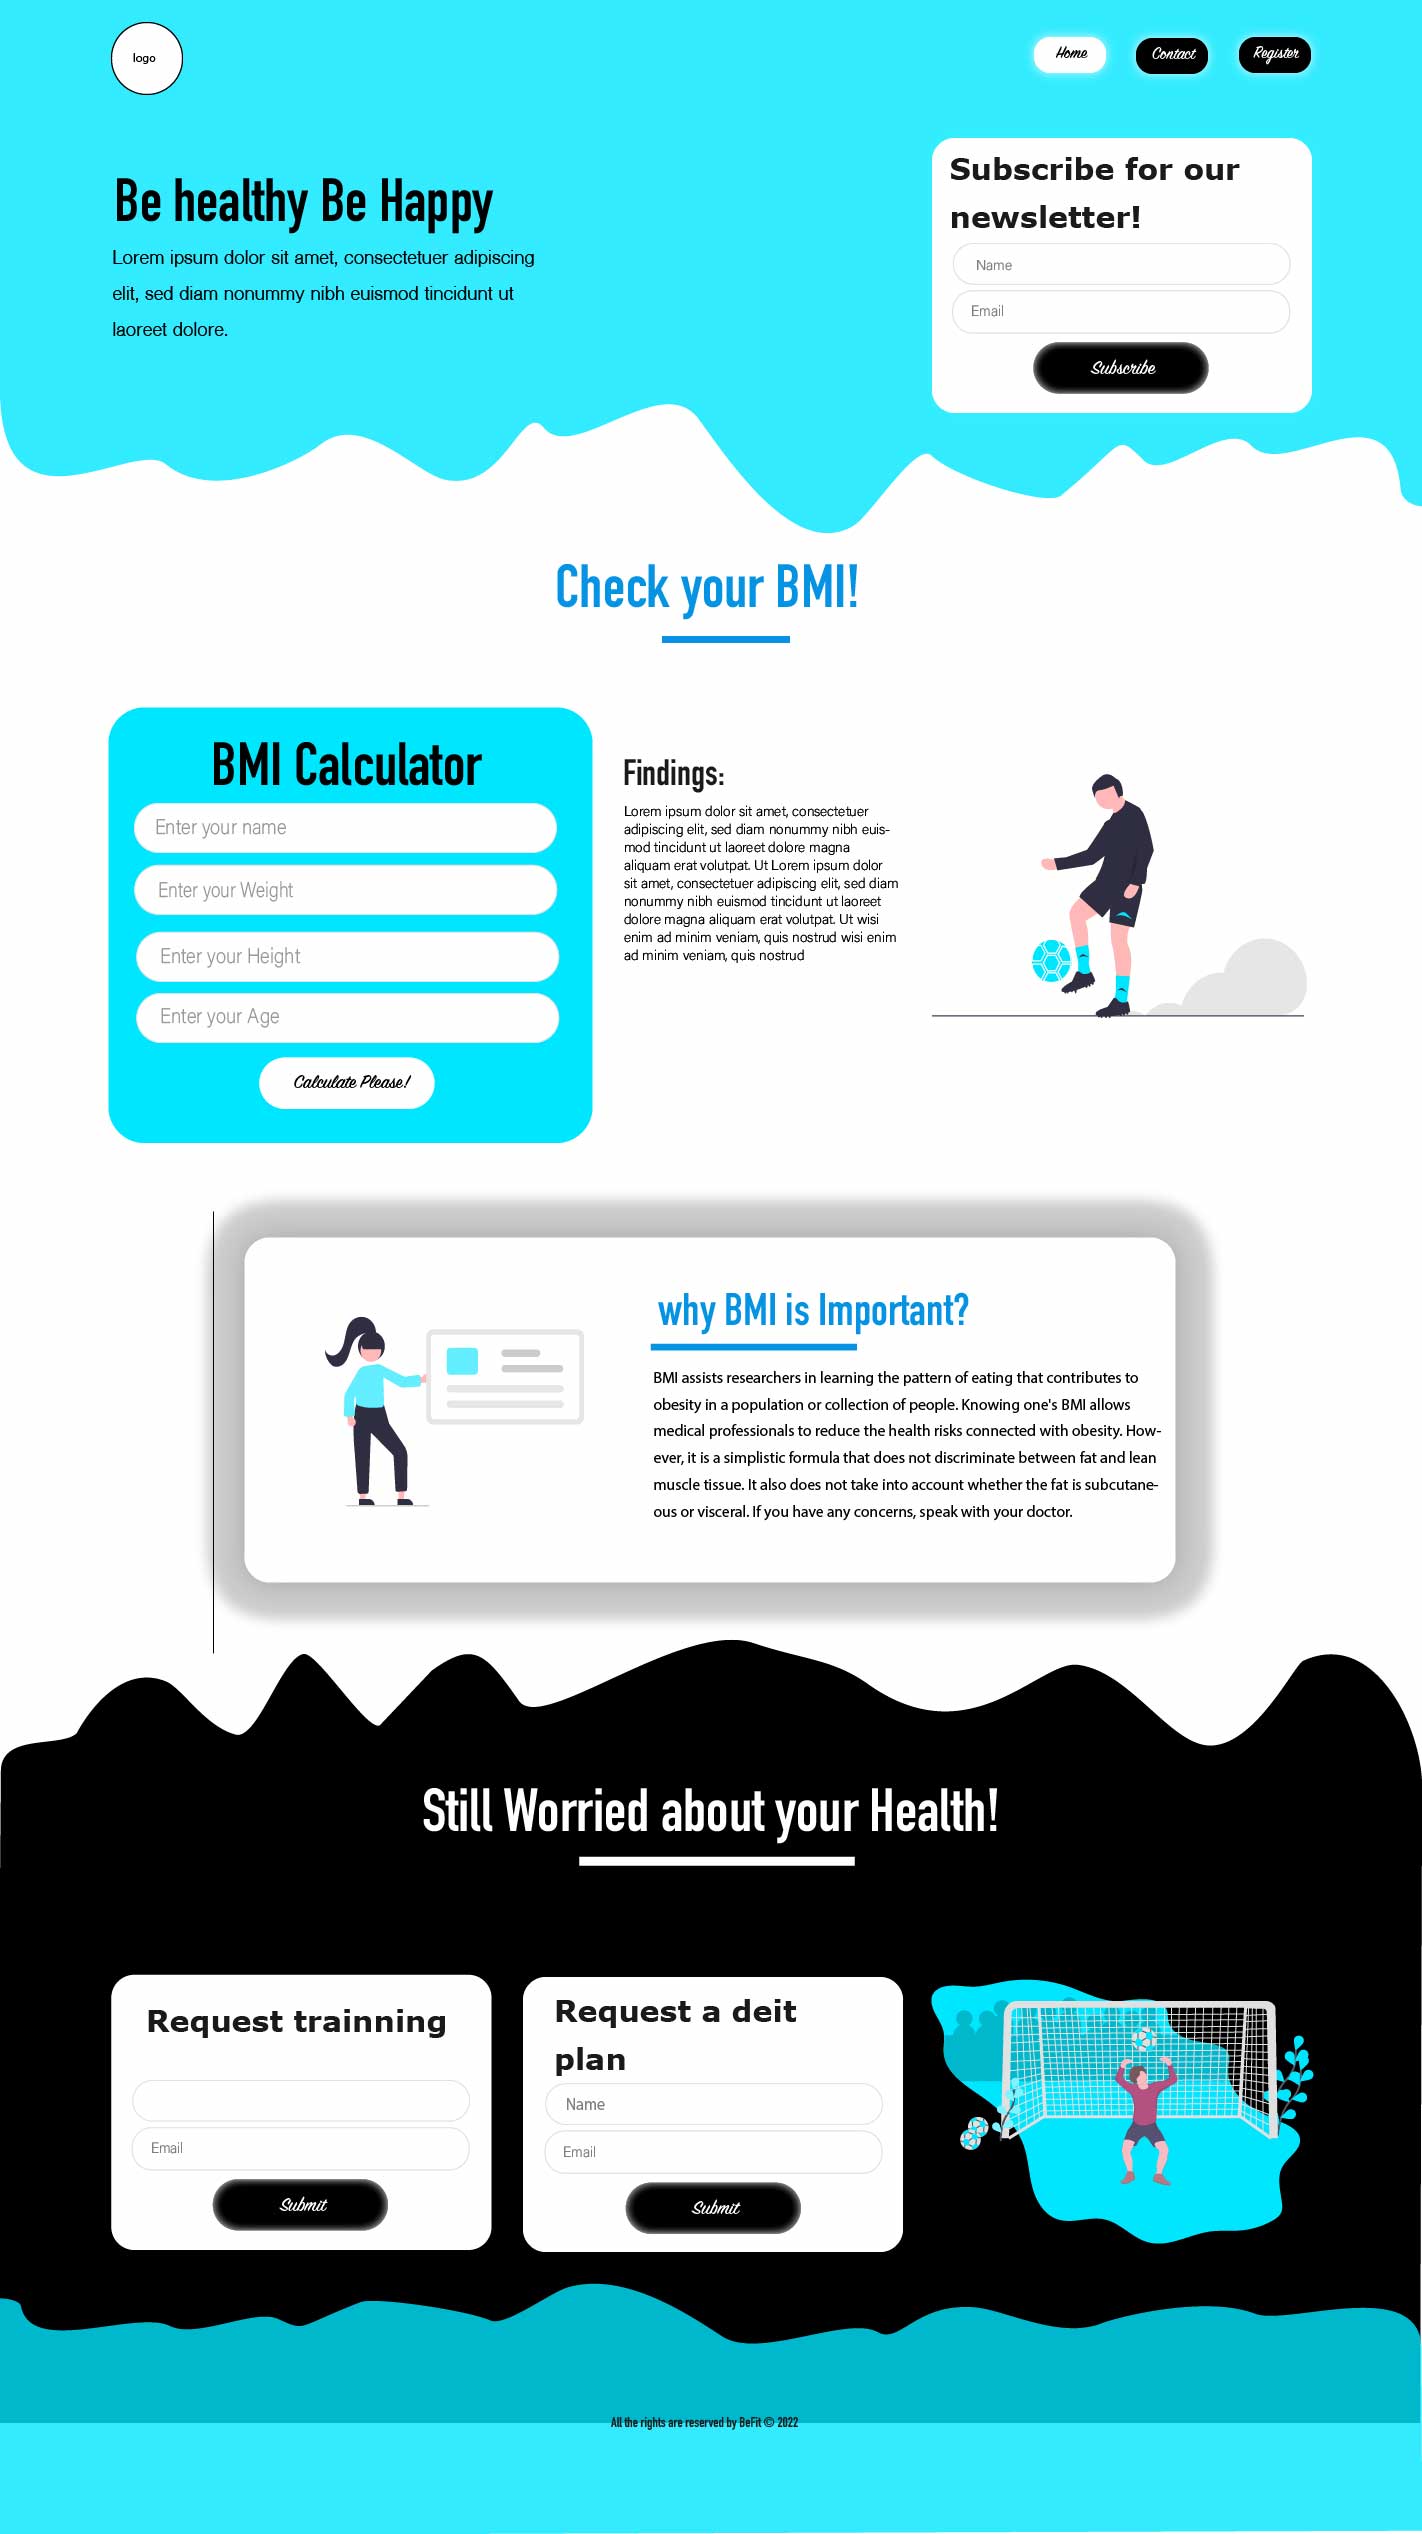 logo
Home
Contact
Register
Be healthy Be Happy
Lorem ipsum dolor sit amet, consectetuer adipiscing
elit, sed diam nonummy nibh euismod tincidunt ut
laoreet dolore.
Subscribe for our
newsletter!
Name
Email
Subscribe
Check your BMI!
BMI Calculator
Enter your name
Enter your Weight
Enter your Height
Enter your Age
Calculate Please!
Findings:
Lorem ipsum dolor sit amet, consectetuer
adipiscing elit, sed diam nonummy nibh euis-
mod tincidunt ut laoreet dolore magna
aliquam erat volutpat. Ut Lorem ipsum dolor
sit amet, consectetuer adipiscing elit, sed diam
nonummy nibh euismod tincidunt ut laoreet
dolore magna aliquam erat volutpat. Ut wisi
enim ad minim veniam, quis nostrud wisi enim
ad minim veniam, quis nostrud
why BMI is Important?
BMI assists researchers in learning the pattern of eating that contributes to
obesity in a population or collection of people. Knowing one's BMI allows
medical professionals to reduce the health risks connected with obesity. How-
ever, it is a simplistic formula that does not discriminate between fat and lean
muscle tissue. It also does not take into account whether the fat is subcutane-
ous or visceral. If you have any concerns, speak with your doctor.
Still Worried about your Health!
Request trainning
Email
Submit
Request a deit
plan
Name
Email
Submit
All the rights are reserved by BeFit © 2022